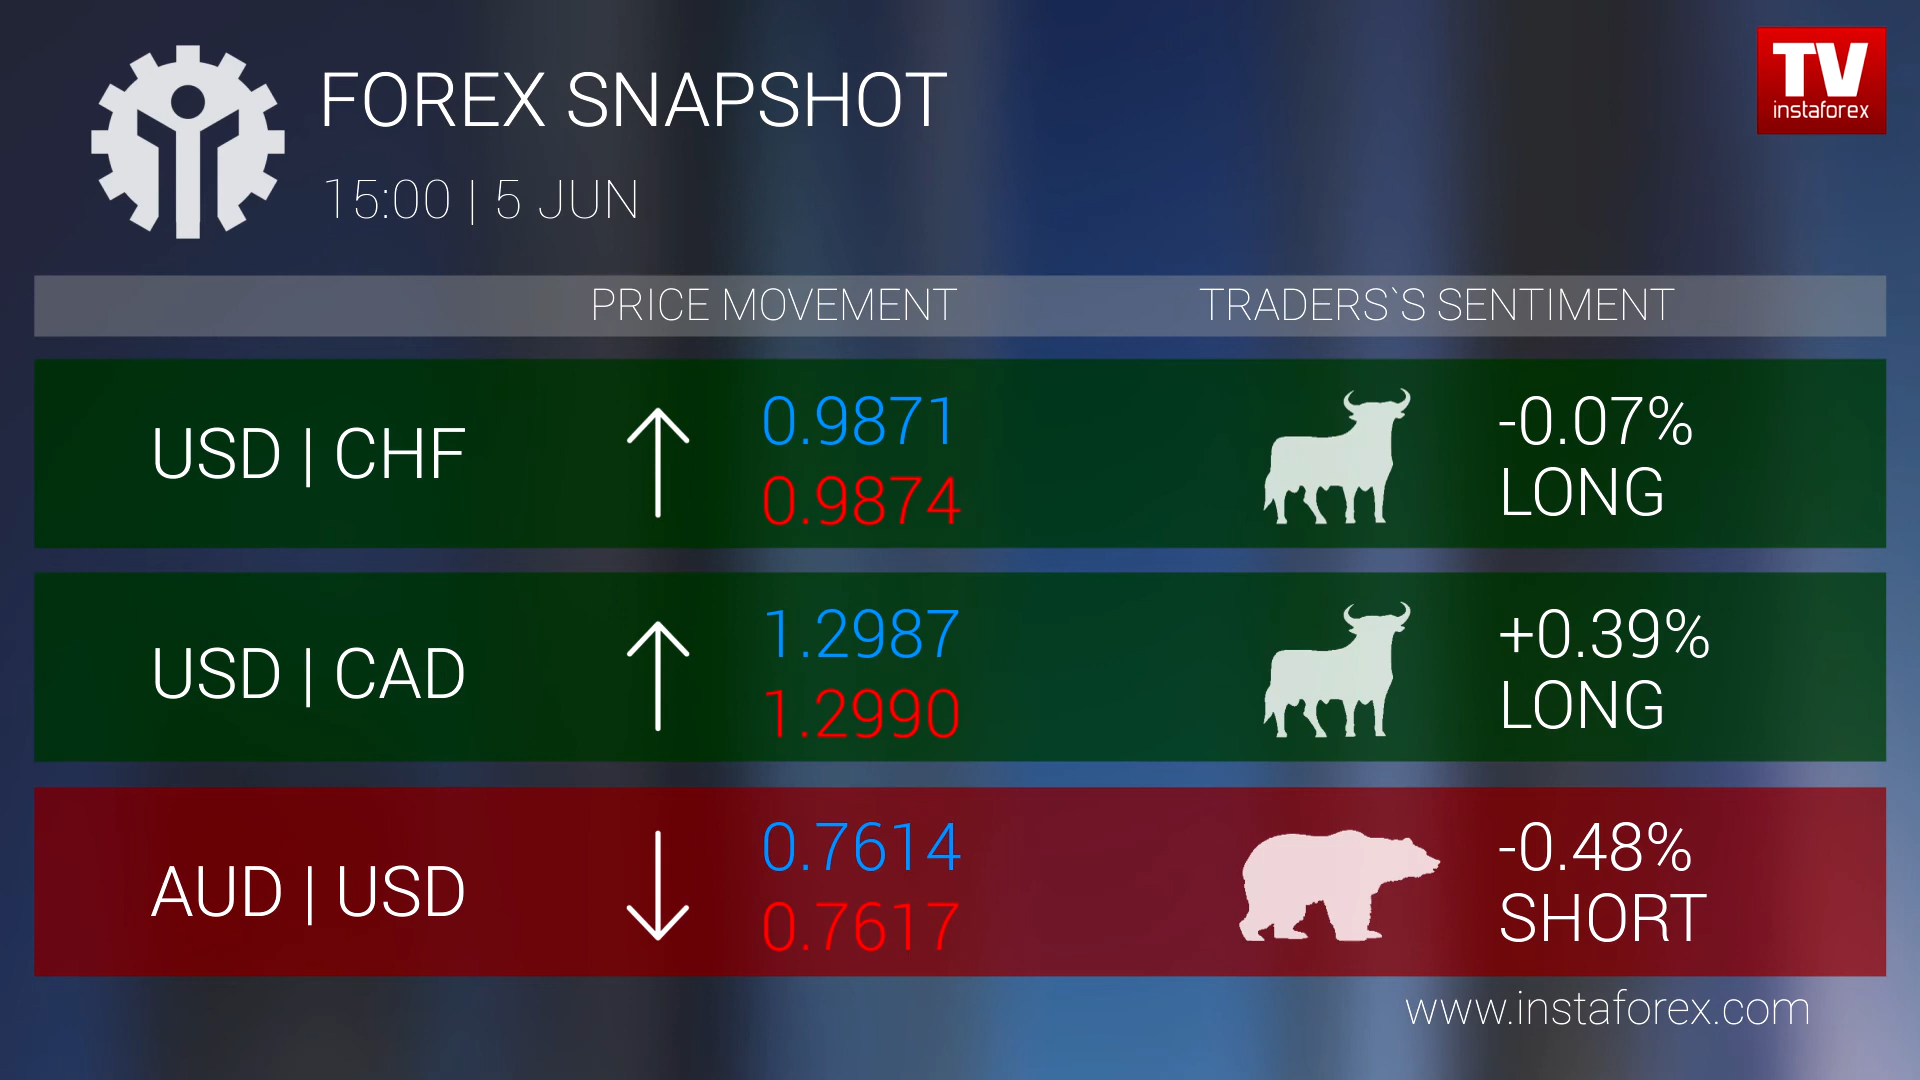 FOREX SNAPSHOT
15:00 | 5 JUN
TV
instaforex
PRICE MOVEMENT
TRADERS`S SENTIMENT
USD | CHF
0.9871
0.9874
-0.07%
LONG
USD | CAD
1.2987
1.2990
+0.39%
LONG
AUD | USD
0.7614
0.7617
-0.48%
SHORT
www.instaforex.com